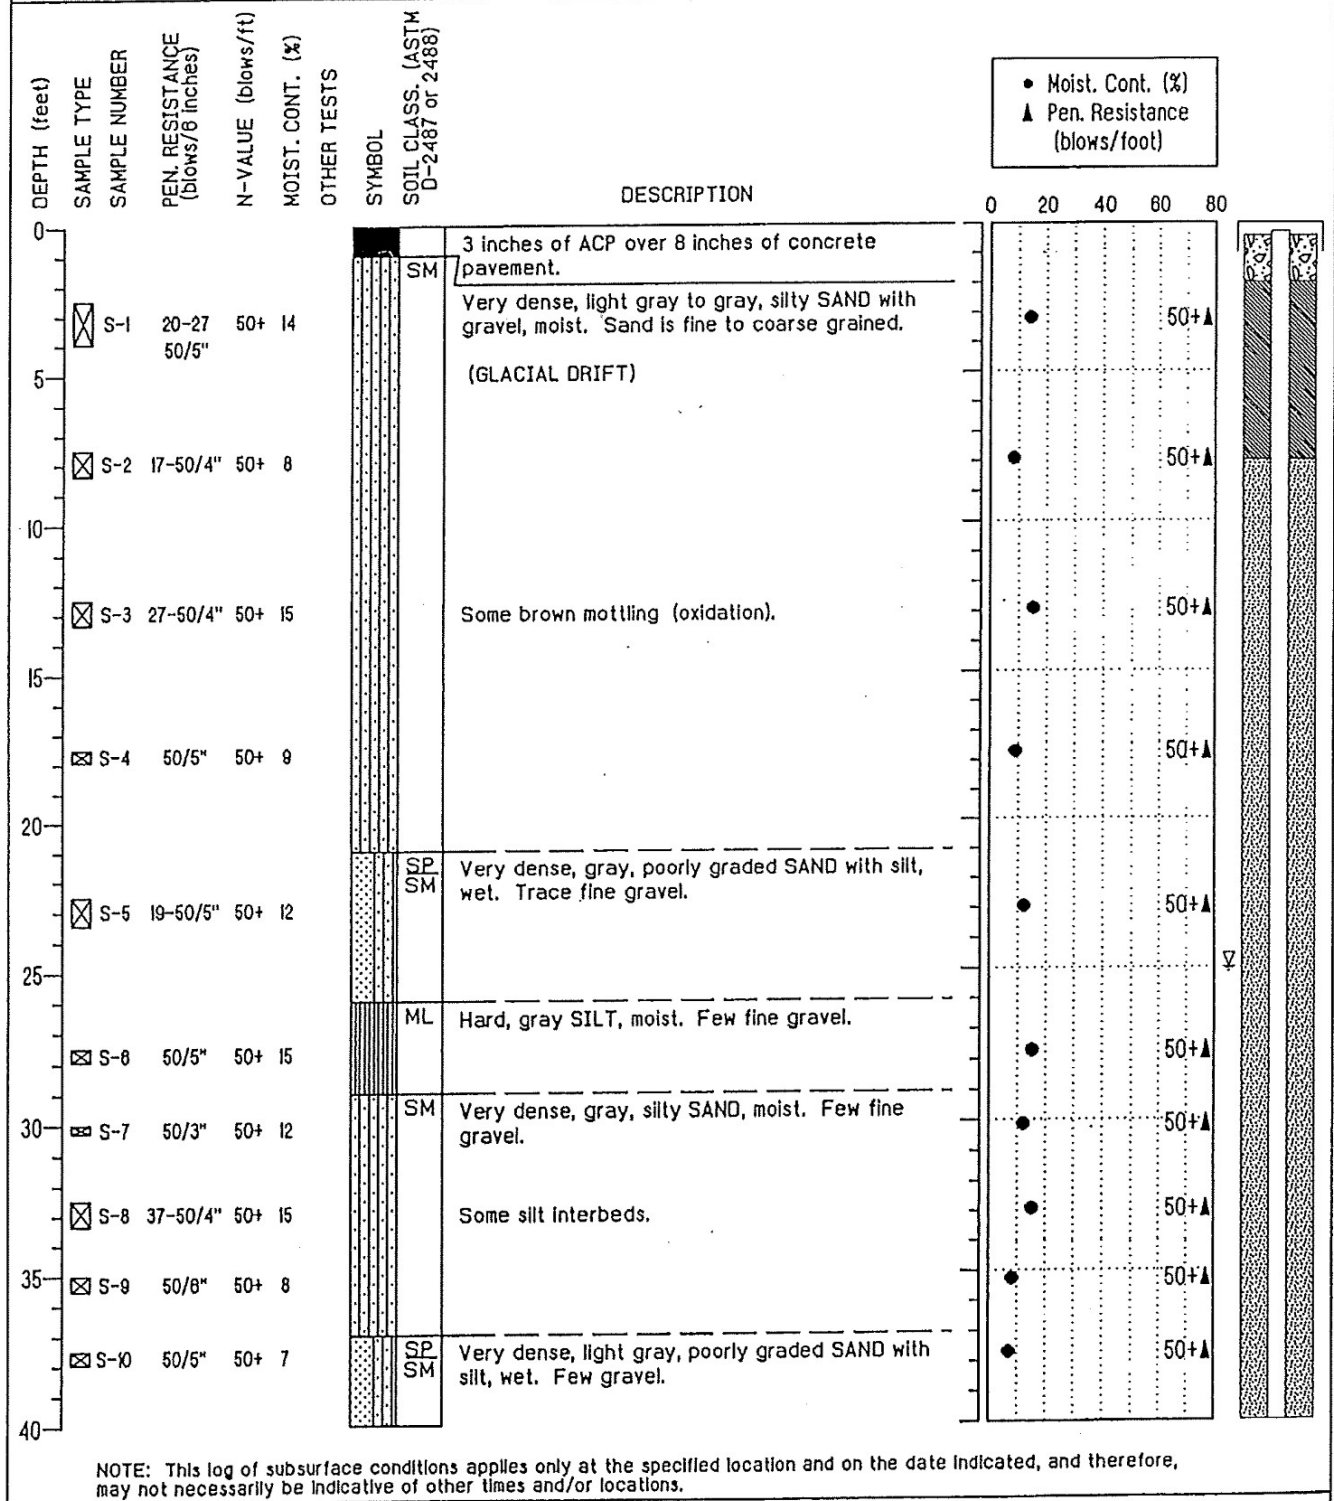 DEPTH (feet)
SAMPLE TYPE
SAMPLE NUMBER
PEN. RESISTANCE
(blows/6 inches)
N-VALUE (blows/ft)
MOIST. CONT. (%)
OTHER TESTS
SYMBOL
SOIL CLASS. (ASTM
D-2487 or 2488)
DESCRIPTION
Moist. Cont. (%)
Pen. Resistance
(blows/foot)
0 20 40 60 80
0
3 inches of ACP over 8 inches of concrete
SM pavement.
Very dense, light gray to gray, silty SAND with
S-1 20-27 50+ 14 gravel, moist. Sand is fine to coarse grained. 50+
50/5"
5 (GLACIAL DRIFT)
S-2 17-50/4" 50+ 8 50+
10
S-3 27-50/4" 50+ 15 Some brown mottling (oxidation). 50+
15
S-4 50/5" 50+ 9 50+
20
SP Very dense, gray, poorly graded SAND with silt,
SM wet. Trace fine gravel.
S-5 19-50/5" 50+ 12 50+
25
ML Hard, gray SILT, moist. Few fine gravel.
S-6 50/5" 50+ 15 50+
SM Very dense, gray, silty SAND, moist. Few fine
30 S-7 50/3" 50+ 12 gravel. 50+
S-8 37-50/4" 50+ 15 Some silt interbeds. 50+
35 S-9 50/6" 50+ 8 50+
SP Very dense, light gray, poorly graded SAND with
S-10 50/5" 50+ 7 SM silt, wet. Few gravel. 50+
40
NOTE: This log of subsurface conditions applies only at the specified location and on the date indicated, and therefore,
may not necessarily be indicative of other times and/or locations.